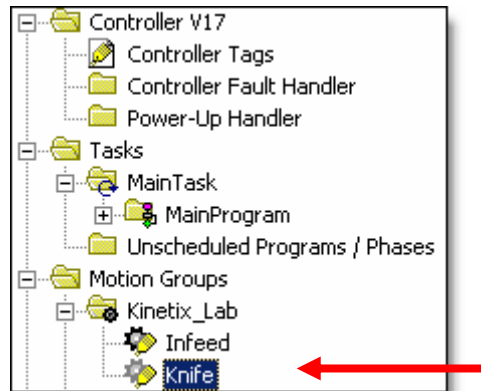 Controller V17
Controller Tags
Controller Fault Handler
Power-Up Handler
Tasks
MainTask
MainProgram
Unscheduled Programs / Phases
Motion Groups
Kinetix_Lab
Infeed
Knife